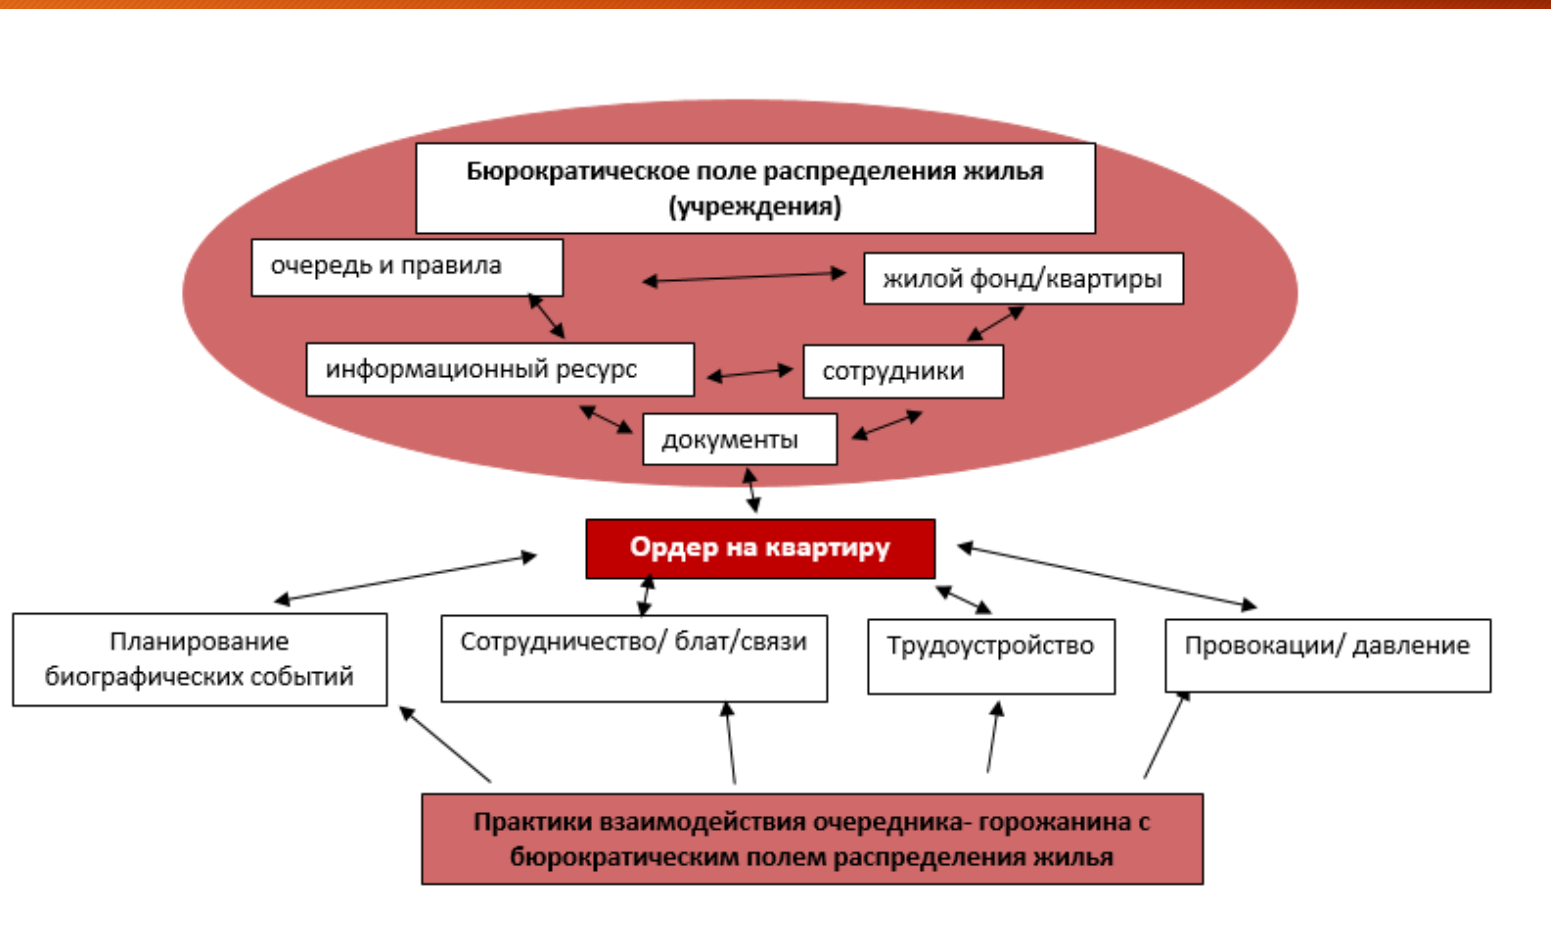 Бюрократическое поле распределения жилья
(учреждения)
очередь и правила
жилой фонд/квартиры
информационный ресурс
сотрудники
документы
Ордер на квартиру
Планирование
биографических событий
Сотрудничество/ блат/связи
Трудоустройство
Провокации/ давление
Практики взаимодействия очередника- горожанина с
бюрократическим полем распределения жилья